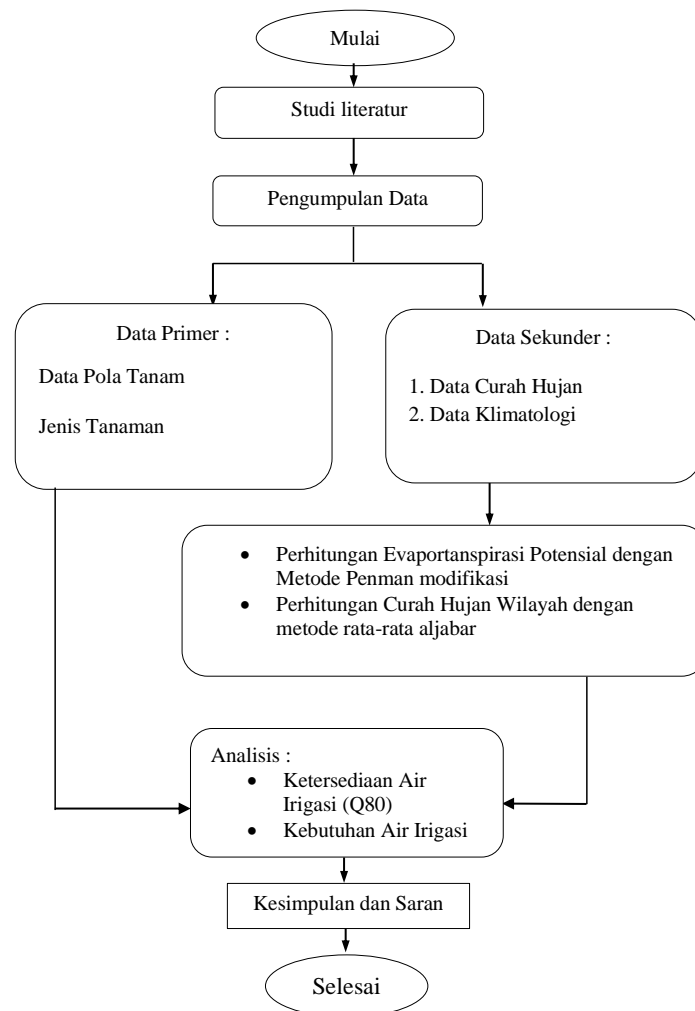 Mulai
Studi literatur
Pengumpulan Data
Data Primer :
Data Pola Tanam
Jenis Tanaman
Data Sekunder :
1. Data Curah Hujan
2. Data Klimatologi
• Perhitungan Evaportanspirasi Potensial dengan
Metode Penman modifikasi
• Perhitungan Curah Hujan Wilayah dengan
metode rata-rata aljabar
Analisis :
• Ketersediaan Air
Irigasi (Q80)
• Kebutuhan Air Irigasi
Kesimpulan dan Saran
Selesai